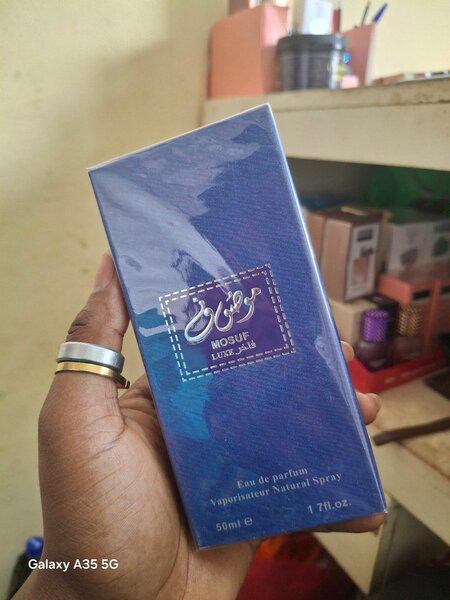 موصوف
MOSUF
LUXE فاخر
Eau de parfum
Vaporisateur Natural Spray
50ml e 1 7fl.oz.
Galaxy A35 5G